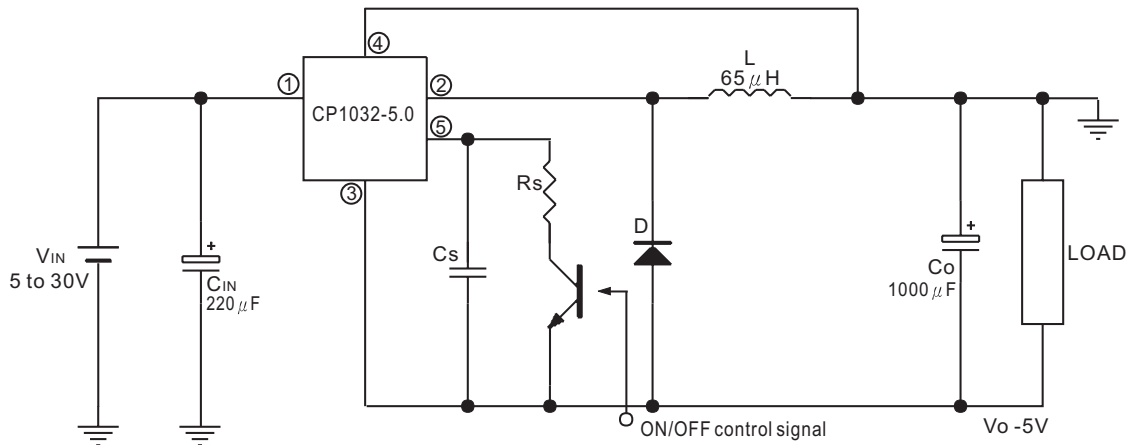 ④
①
②
CP1032-5.0
⑤
③
L
65μH
Rs
Cs
D
VIN
5 to 30V
+
CIN
220μF
+
Co
1000μF
LOAD
ON/OFF control signal
Vo -5V